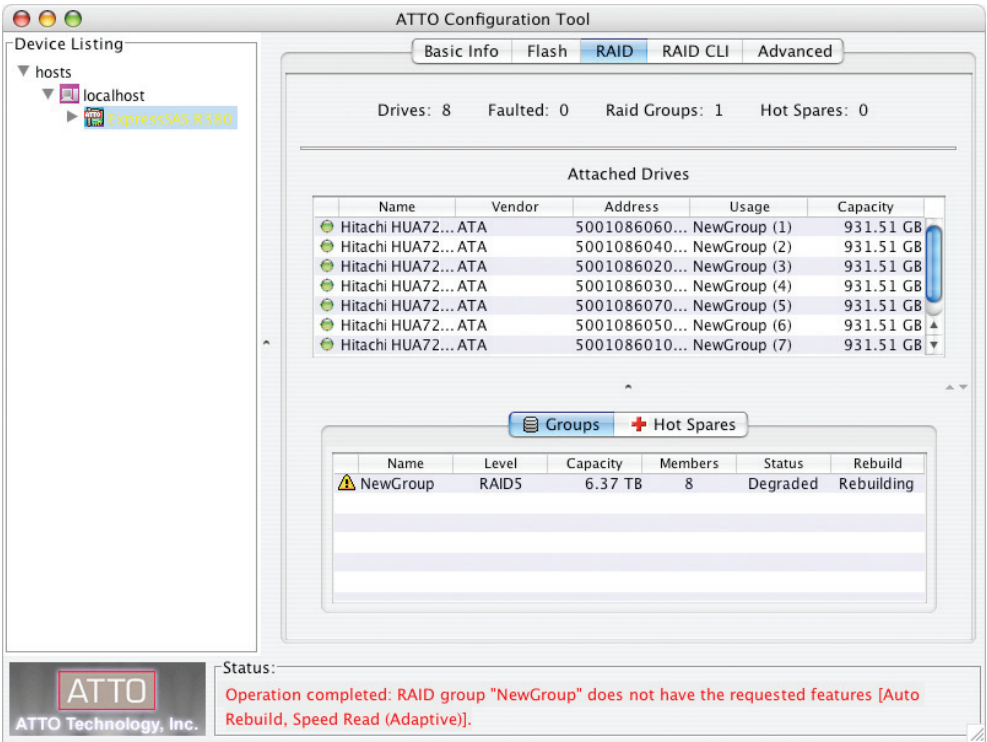 ATTO Configuration Tool
Device Listing
hosts
localhost
ExpressSAS R380
Basic Info Flash RAID RAID CLI Advanced
Drives: 8 Faulted: 0 Raid Groups: 1 Hot Spares: 0
Attached Drives
Name Vendor Address Usage Capacity
Hitachi HUA72... ATA 5001086060... NewGroup (1) 931.51 GB
Hitachi HUA72... ATA 5001086040... NewGroup (2) 931.51 GB
Hitachi HUA72... ATA 5001086020... NewGroup (3) 931.51 GB
Hitachi HUA72... ATA 5001086030... NewGroup (4) 931.51 GB
Hitachi HUA72... ATA 5001086070... NewGroup (5) 931.51 GB
Hitachi HUA72... ATA 5001086050... NewGroup (6) 931.51 GB
Hitachi HUA72... ATA 5001086010... NewGroup (7) 931.51 GB
Groups Hot Spares
Name Level Capacity Members Status Rebuild
NewGroup RAID5 6.37 TB 8 Degraded Rebuilding
ATTO
ATTO Technology, Inc.
Status:
Operation completed: RAID group "NewGroup" does not have the requested features [Auto
Rebuild, Speed Read (Adaptive)].